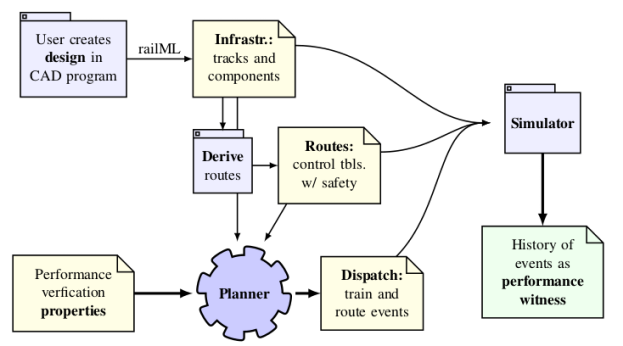 User creates
design in
CAD program
railML
Infrastr.:
tracks and
components
Simulator
Derive
routes
Routes:
control tbls.
w/ safety
History of
events as
performance
witness
Performance
verfication
properties
Planner
Dispatch:
train and
route events